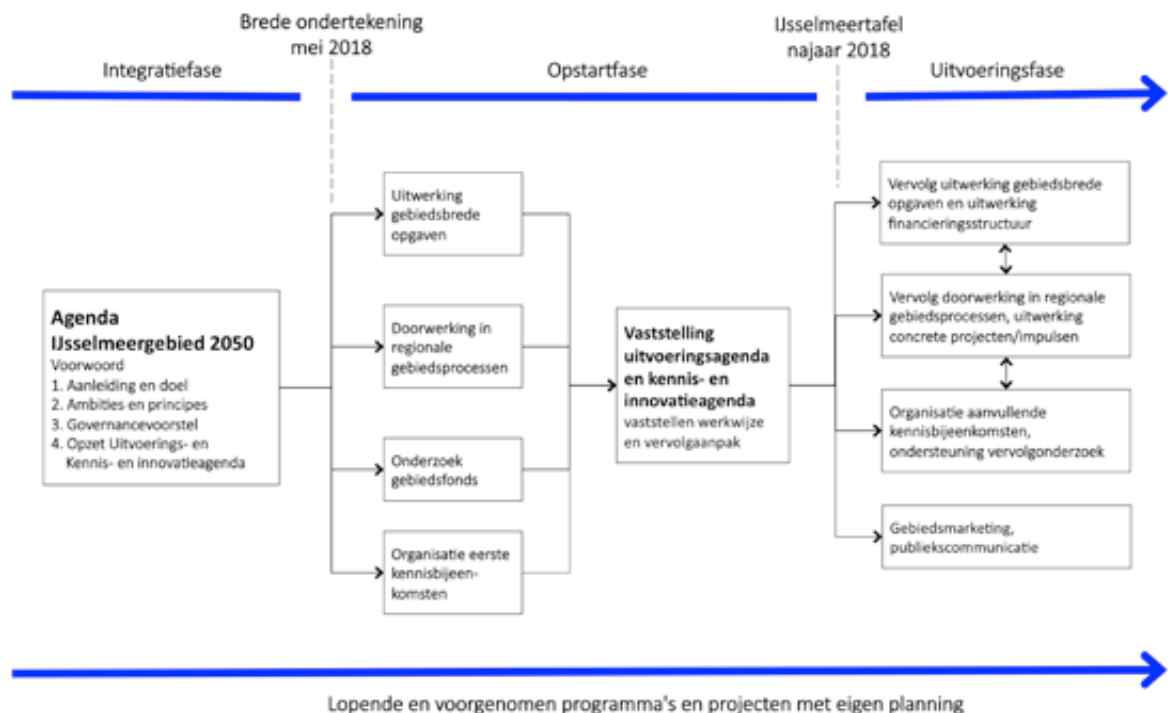 Brede ondertekening
mei 2018
IJsselmeertafel
najaar 2018
Integratiefase
Opstartfase
Uitvoeringsfase
Agenda
IJsselmeergebied 2050
Voorwoord
1. Aanleiding en doel
2. Ambities en principes
3. Governancevoorstel
4. Opzet Uitvoerings- en
Kennis- en innovatieagenda
Uitwerking
gebiedsbrede
opgaven
Doorwerking in
regionale
gebiedsprocessen
Onderzoek
gebiedsfonds
Organisatie eerste
kennisbijeen-
komsten
Vaststelling
uitvoeringsagenda
en kennis- en
innovatieagenda
vaststellen werkwijze
en vervolgaanpak
Vervolg uitwerking gebiedsbrede
opgaven en uitwerking
financieringsstructuur
Vervolg doorwerking in regionale
gebiedsprocessen, uitwerking
concrete projecten/impulsen
Organisatie aanvullende
kennisbijeenkomsten,
ondersteuning vervolgonderzoek
Gebiedsmarketing,
publiekscommunicatie
Lopende en voorgenomen programma's en projecten met eigen planning